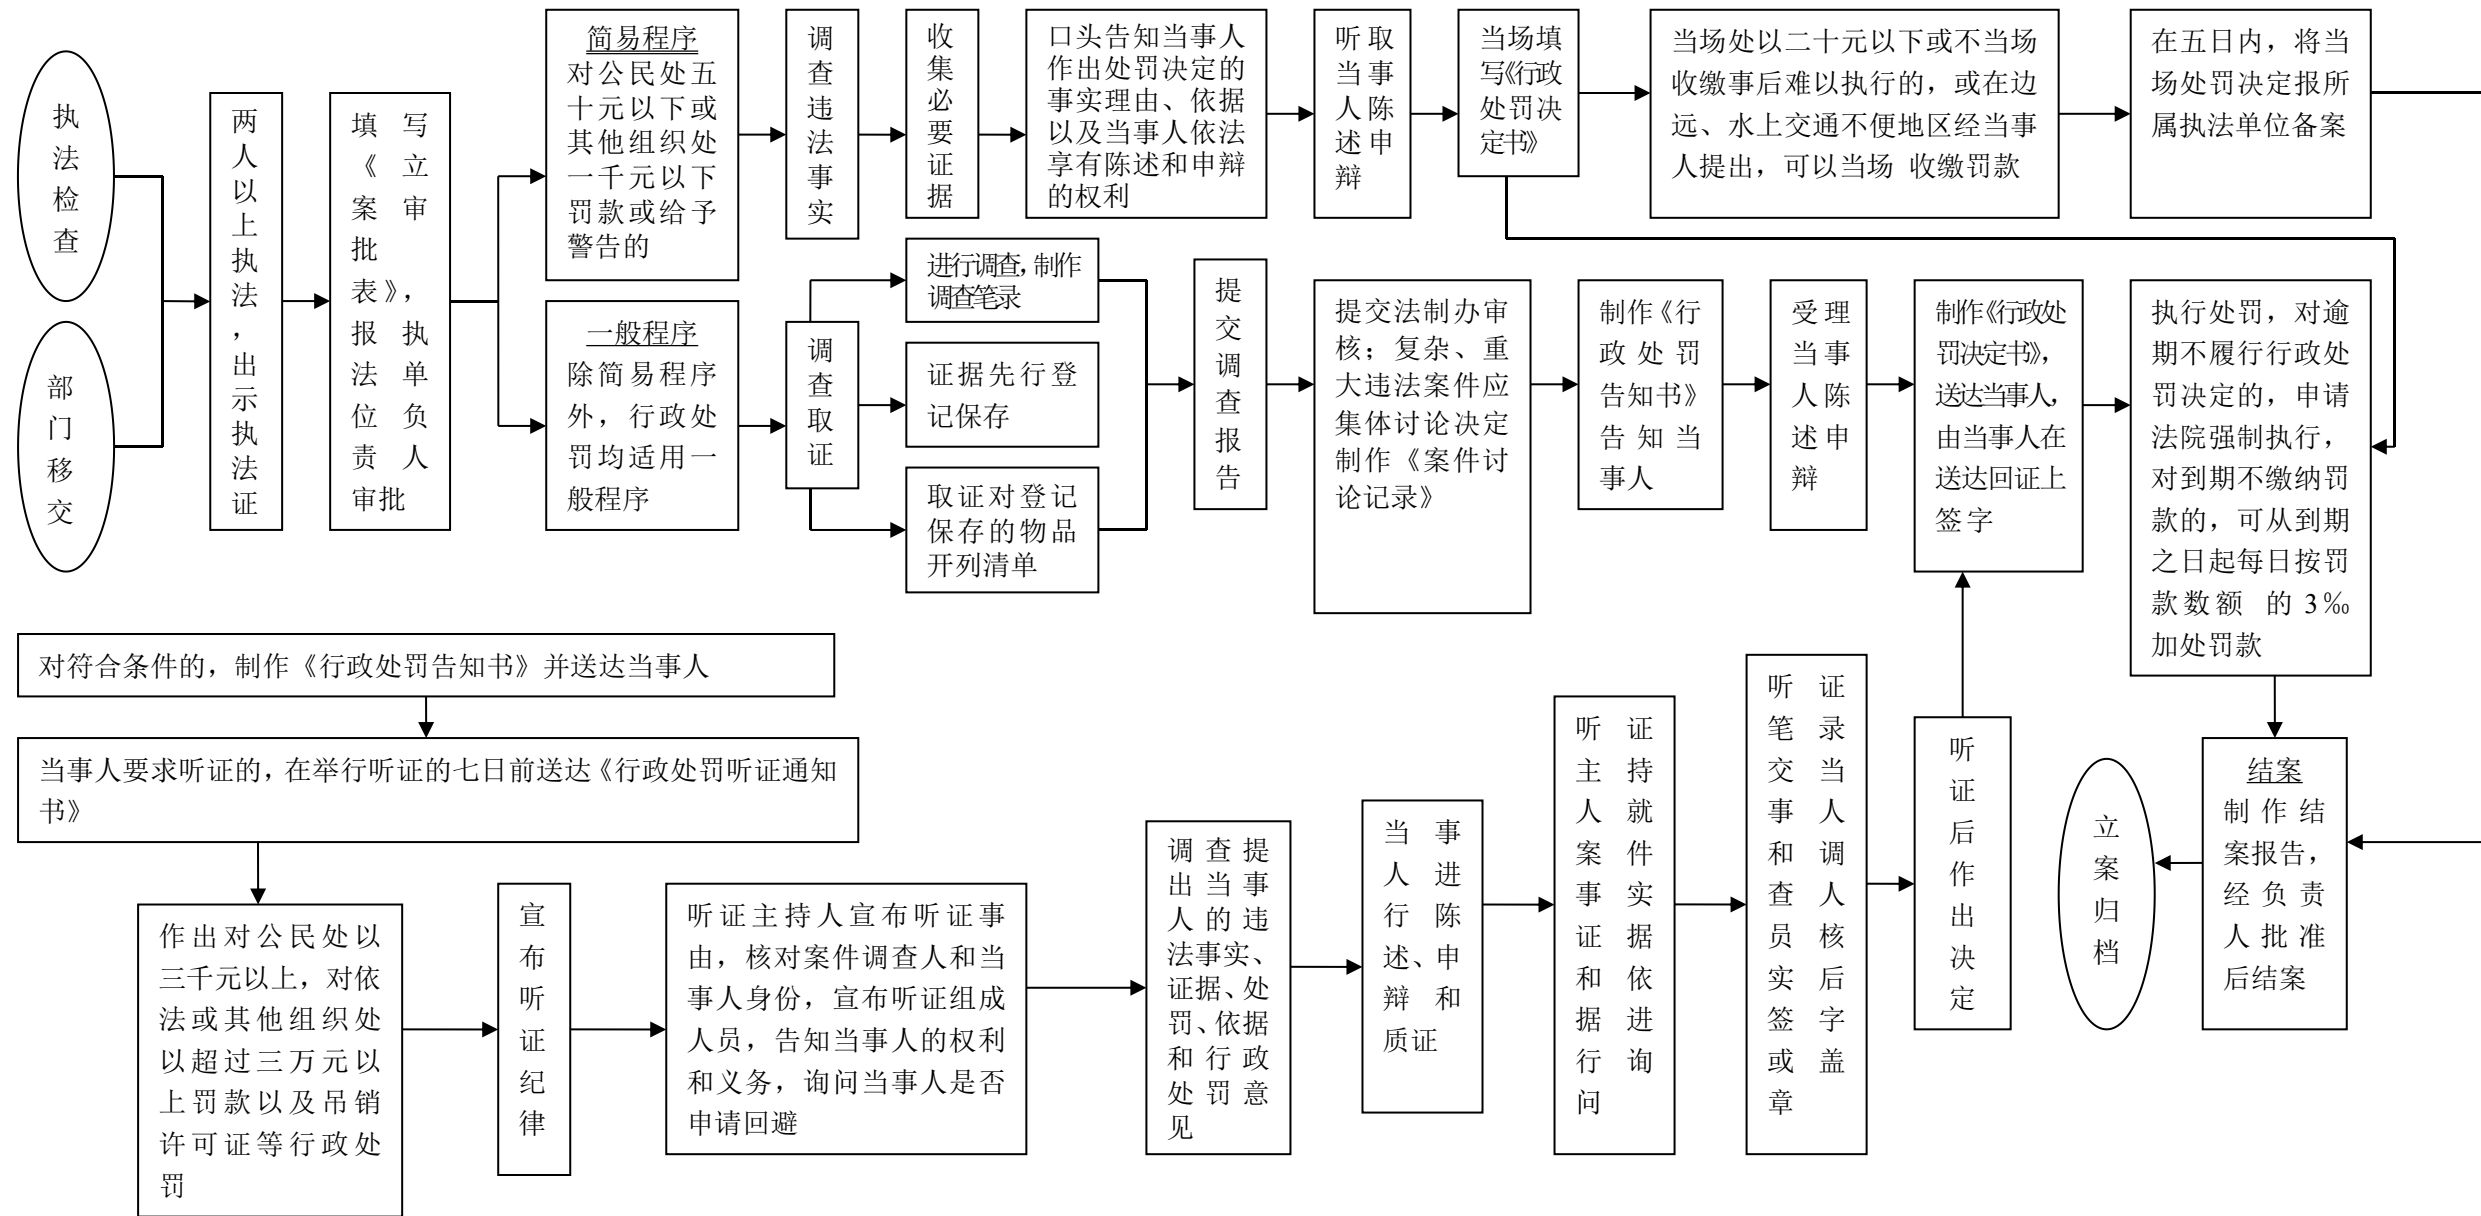 执
法
检
查
部
门
移
交
两
人
以
上
执
法
，
出
示
执
法
证
填写
《立
案审
批
表》，
报执
法单
位负
责人
审批
简易程序
对公民处五
十元以下或
其他组织处
一千元以下
罚款或给予
警告的
调
查
违
法
事
实
收
集
必
要
证
据
口头告知当事人
作出处罚决定的
事实理由、依据
以及当事人依法
享有陈述和申辩
的权利
听取
当事
人陈
述申
辩
当场填
写《行政
处罚决
定书》
当场处以二十元以下或不当场
收缴事后难以执行的，或在边
远、水上交通不便地区经当事
人提出，可以当场 收缴罚款
在五日内，将当
场处罚决定报所
属执法单位备案
一般程序
除简易程序
外，行政处
罚均适用一
般程序
调
查
取
证
进行调查，制作
调查笔录
证据先行登
记保存
取证对登记
保存的物品
开列清单
提
交
调
查
报
告
提交法制办审
核；复杂、重
大违法案件应
集体讨论决定
制作《案件讨
论记录》
制作《行
政处罚
告知书》
告知当
事人
受理
当事
人陈
述申
辩
制作《行政处
罚决定书》，
送达当事人，
由当事人在
送达回证上
签字
执行处罚，对逾
期不履行行政处
罚决定的，申请
法院强制执行，
对到期不缴纳罚
款的，可从到期
之日起每日按罚
款数额 的 3‰
加处罚款
对符合条件的，制作《行政处罚告知书》并送达当事人
当事人要求听证的，在举行听证的七日前送达《行政处罚听证通知
书》
作出对公民处以
三千元以上，对依
法或其他组织处
以超过三万元以
上罚款以及吊销
许可证等行政处
罚
宣
布
听
证
纪
律
听证主持人宣布听证事
由，核对案件调查人和当
事人身份，宣布听证组成
人员，告知当事人的权利
和义务，询问当事人是否
申请回避
调查提
出当事
人的违
法事实、
证据、处
罚、依据
和行政
处罚意
见
当事
人进
行陈
述、申
辩和
质证
听证
主持
人就
案件
事实
证据
和依
据进
行询
问
听证
笔录
交当
事人
和调
查人
员核
实后
签字
或盖
章
听
证
后
作
出
决
定
结案
制作结
案报告，
经负责
人批准
后结案
立
案
归
档